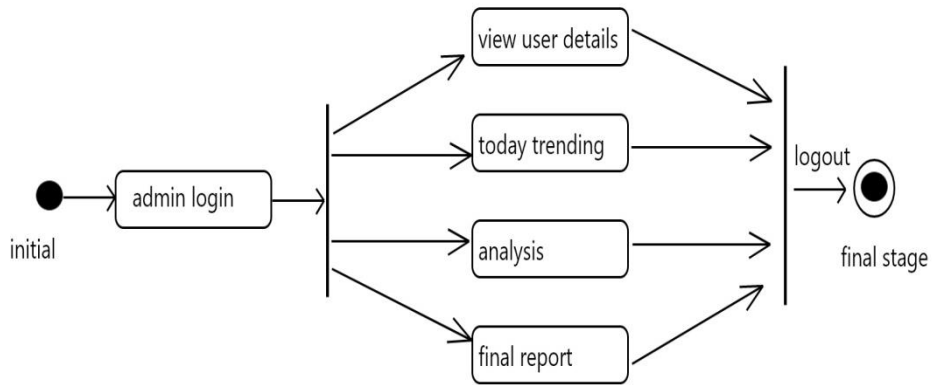 view user details
today trending
logout
admin login
initial
analysis
final stage
final report